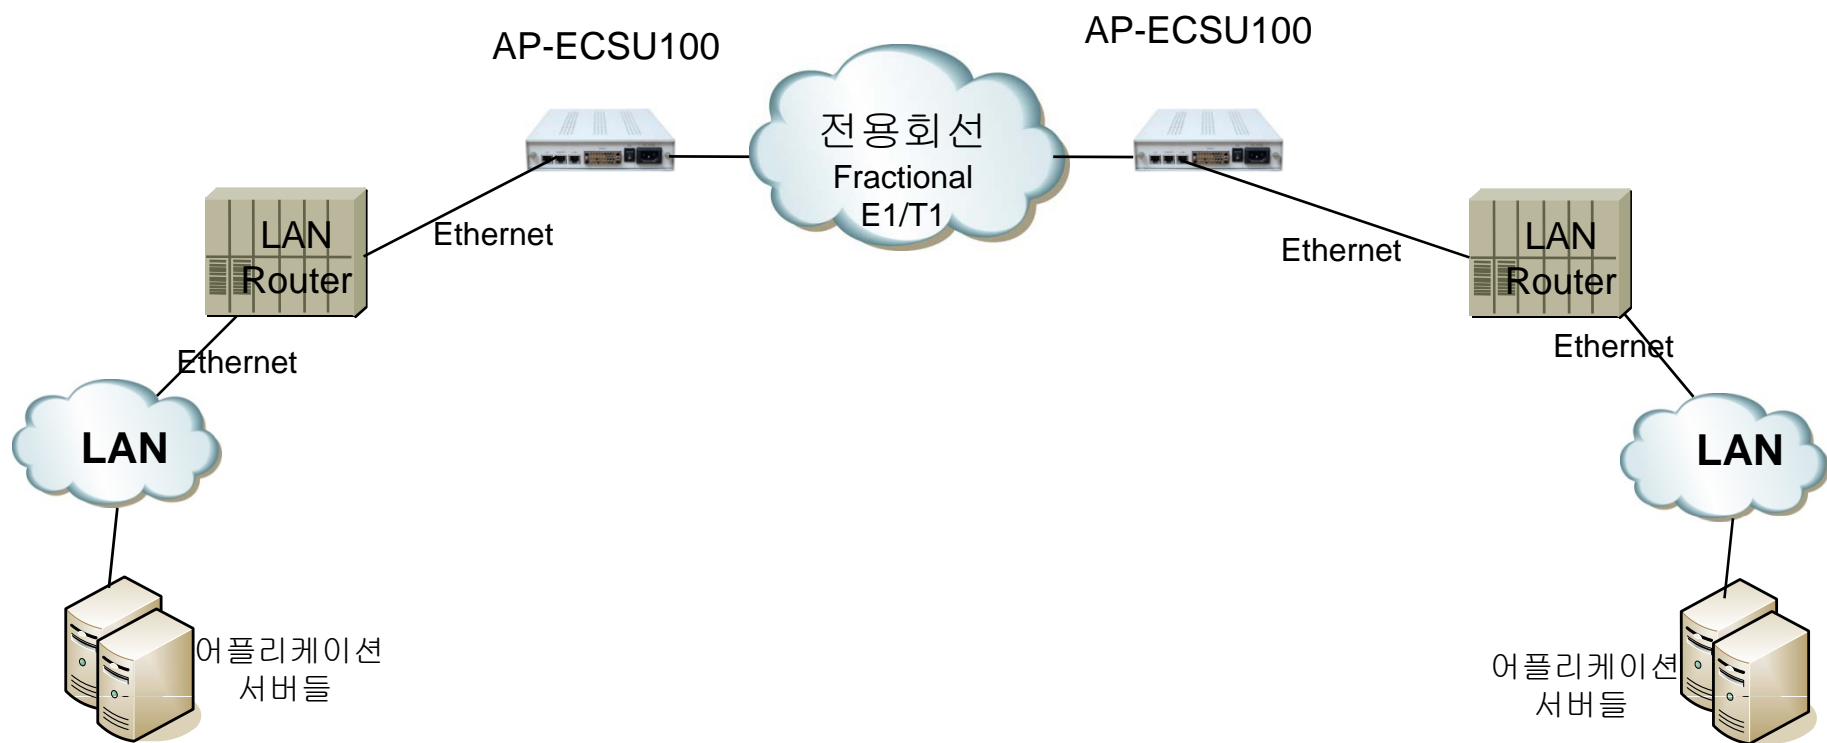 AP-ECSU100
AP-ECSU100
전용회선
Fractional
E1/T1
LAN
Router
Ethernet
Ethernet
LAN
Router
Ethernet
Ethernet
LAN
LAN
어플리케이션
서버들
어플리케이션
서버들